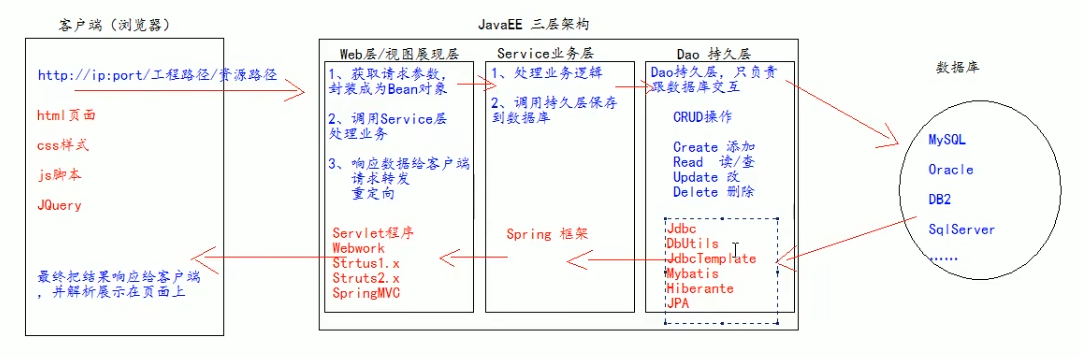 客户端（浏览器）
http://ip:port/工程路径/资源路径
html页面
css样式
js脚本
JQuery
最终把结果响应给客户端
，并解析展示在页面上
JavaEE 三层架构
Web层/视图展现层
1、获取请求参数，
封装成为Bean对象
2、调用Service层
处理业务
3、响应数据给客户端
请求转发
重定向
Servlet程序
Webwork
Strtus1.x
Struts2.x
SpringMVC
Service业务层
1、处理业务逻辑
2、调用持久层保存
到数据库
Spring 框架
Dao 持久层
Dao持久层，只负责
跟数据库交互
CRUD操作
Create 添加
Read 读/查
Update 改
Delete 删除
Jdbc
DbUtils
JdbcTemplate
Mybatis
Hiberante
JPA
数据库
MySQL
Oracle
DB2
SqlServer
......